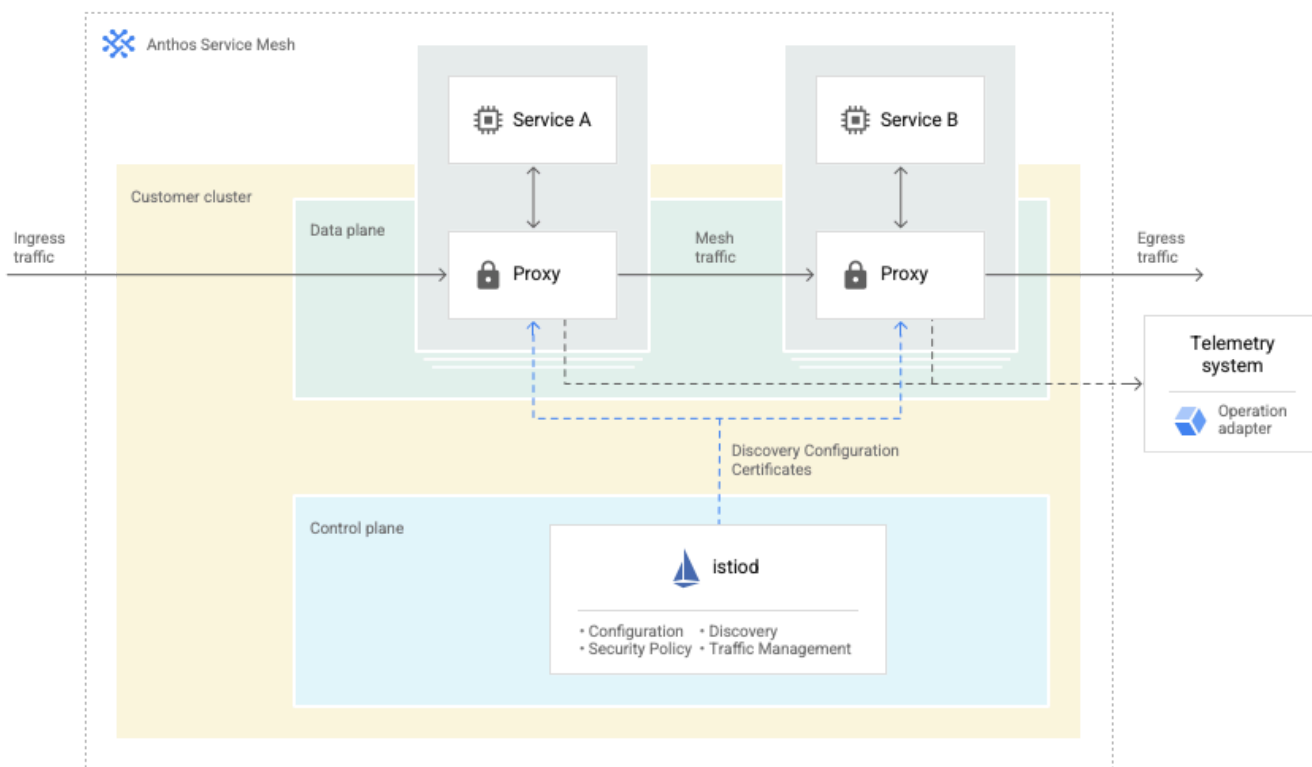 Anthos Service Mesh
Service A
Service B
Customer cluster
Data plane
Ingress
traffic
Mesh
traffic
Egress
traffic
Proxy
Proxy
Telemetry
system
Operation
adapter
Discovery Configuration
Certificates
Control plane
istiod
• Configuration • Discovery
• Security Policy • Traffic Management